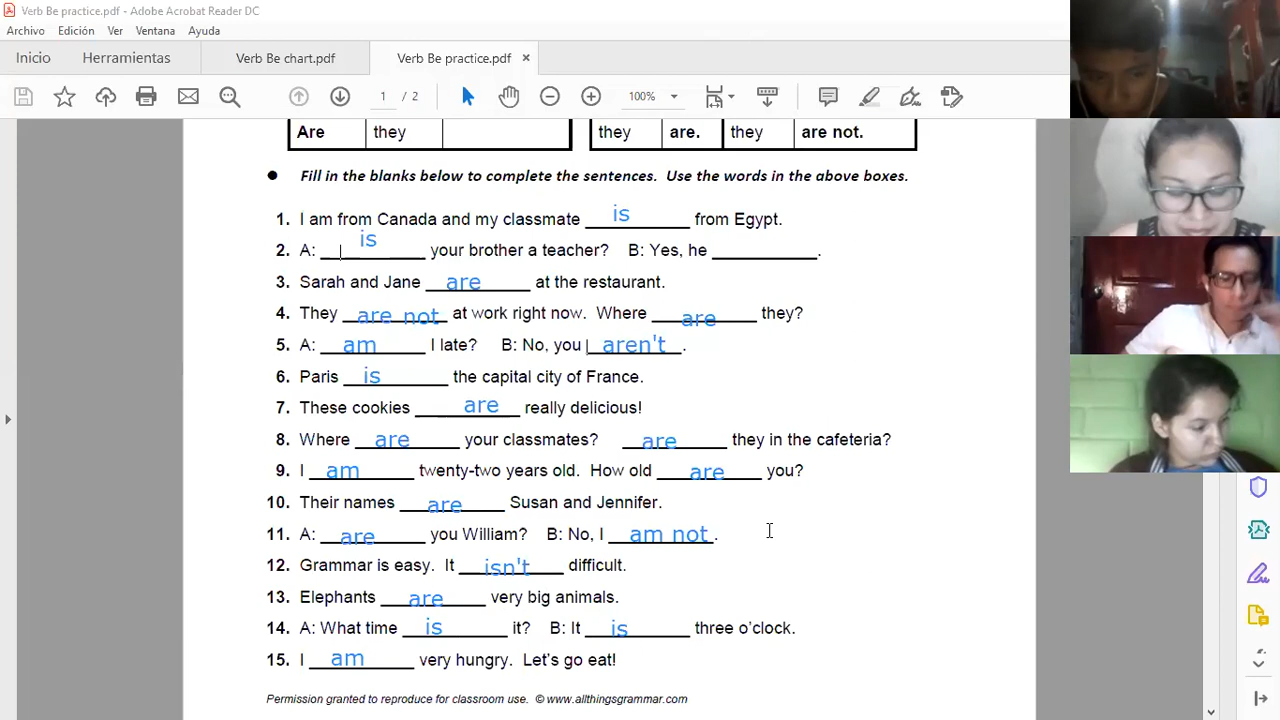 Verb Be practice.pdf - Adobe Acrobat Reader DC
Archivo Edición Ver Ventana Ayuda
Inicio Herramientas Verb Be chart.pdf Verb Be practice.pdf ×
1 / 2 100%
Are they they are. they are not.
● Fill in the blanks below to complete the sentences. Use the words in the above boxes.
1. I am from Canada and my classmate is from Egypt.
2. A: is your brother a teacher? B: Yes, he __________.
3. Sarah and Jane are at the restaurant.
4. They are not at work right now. Where are they?
5. A: am I late? B: No, you aren't.
6. Paris is the capital city of France.
7. These cookies are really delicious!
8. Where are your classmates? are they in the cafeteria?
9. I am twenty-two years old. How old are you?
10. Their names are Susan and Jennifer.
11. A: are you William? B: No, I am not.
12. Grammar is easy. It isn't difficult.
13. Elephants are very big animals.
14. A: What time is it? B: It is three o'clock.
15. I am very hungry. Let's go eat!
Permission granted to reproduce for classroom use. © www.allthingsgrammar.com